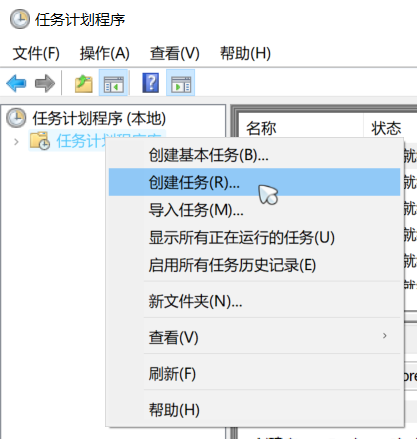 任务计划程序
文件(F) 操作(A) 查看(V) 帮助(H)
任务计划程序 (本地)
任务计划程序库
名称 状态
创建基本任务(B)...
创建任务(R)...
导入任务(M)...
显示所有正在运行的任务(U)
启用所有任务历史记录(E)
新文件夹(N)...
查看(V)
刷新(F)
帮助(H)
就
就
就
就
就
就